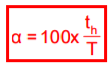 α = 100x t_h/T